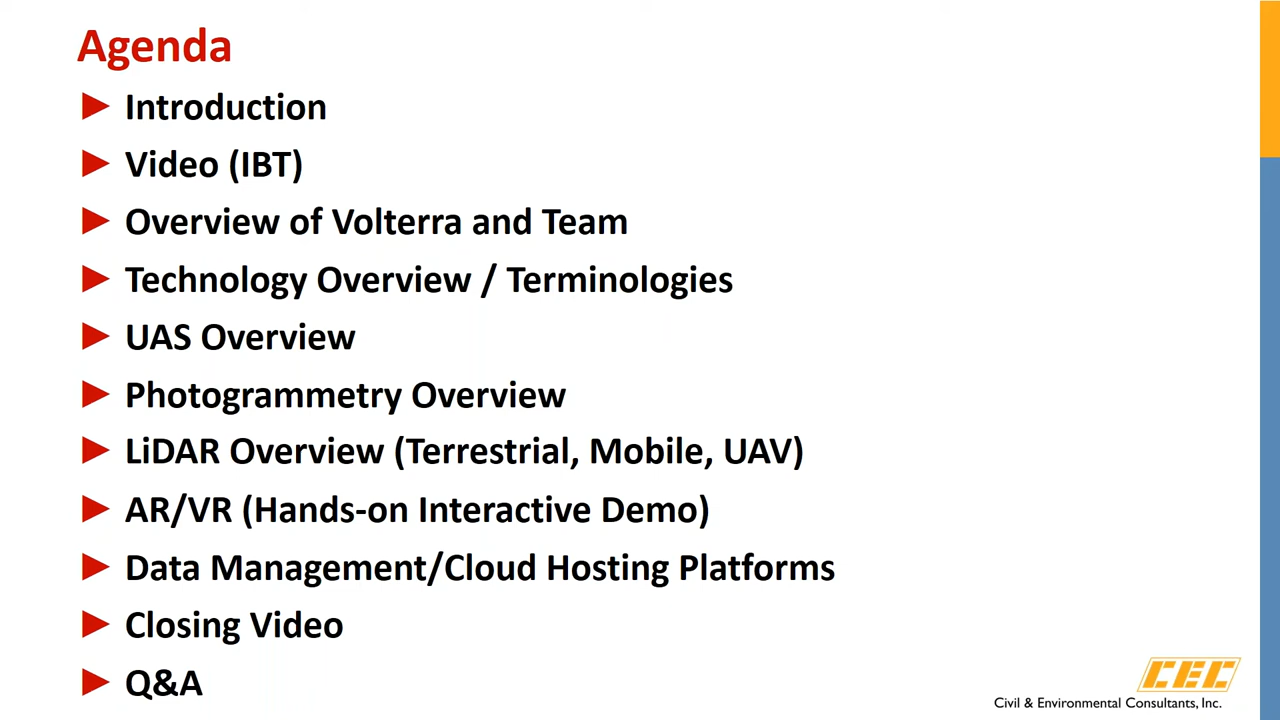 Agenda
Introduction
Video (IBT)
Overview of Volterra and Team
Technology Overview / Terminologies
UAS Overview
Photogrammetry Overview
LiDAR Overview (Terrestrial, Mobile, UAV)
AR/VR (Hands-on Interactive Demo)
Data Management/Cloud Hosting Platforms
Closing Video
Q&A
CEC
Civil & Environmental Consultants, Inc.